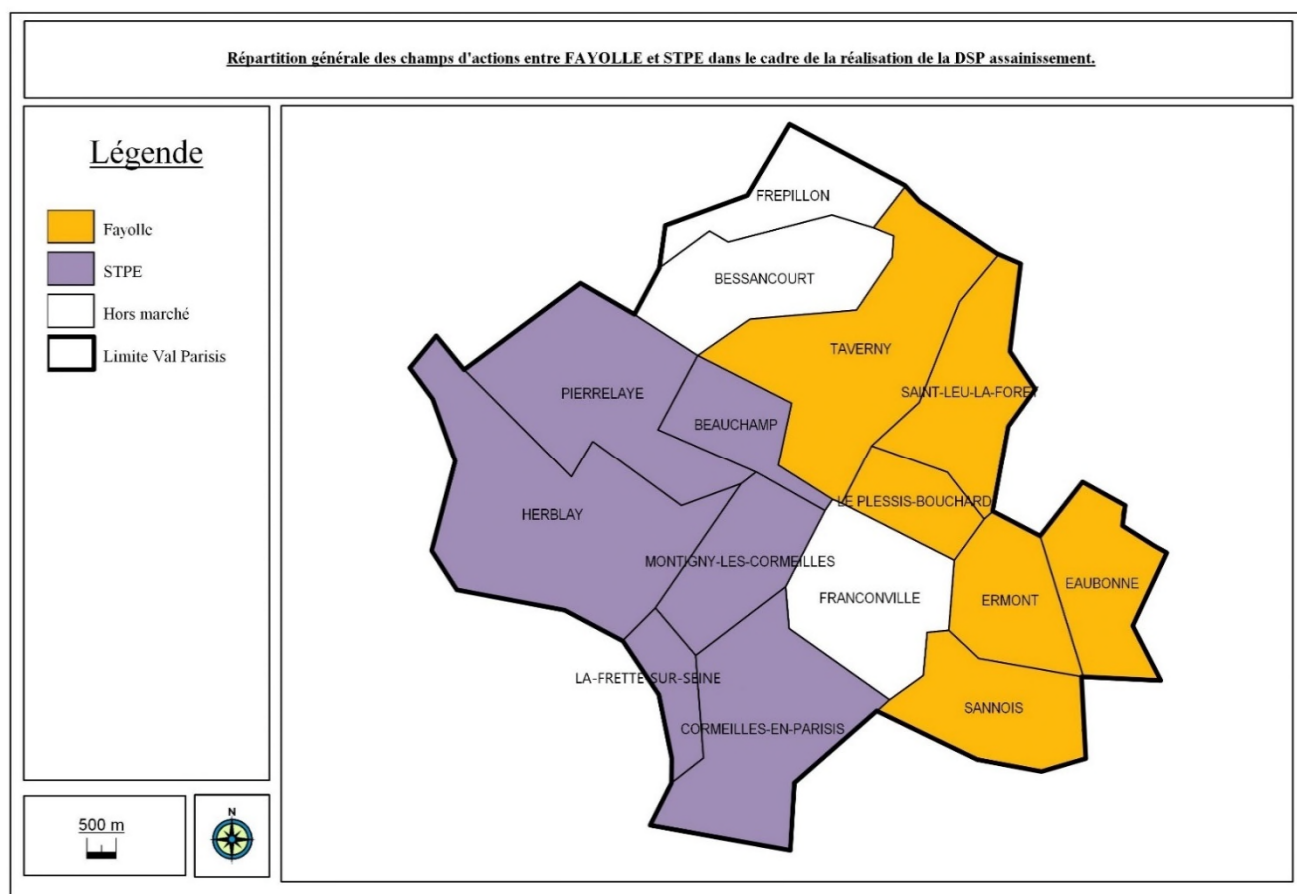 Répartition générale des champs d'actions entre FAYOLLE et STPE dans le cadre de la réalisation de la DSP assainissement.
Légende
Fayolle
STPE
Hors marché
Limite Val Parisis
500 m
N
FREPILLON
BESSANCOURT
TAVERNY
SAINT-LEU-LA-FORET
PIERRELAYE
BEAUCHAMP
LE PLESSIS-BOUCHARD
HERBLAY
MONTIGNY-LES-CORMEILLES
FRANCONVILLE
ERMONT
EAUBONNE
LA-FRETTE-SUR-SEINE
CORMEILLES-EN-PARISIS
SANNOIS